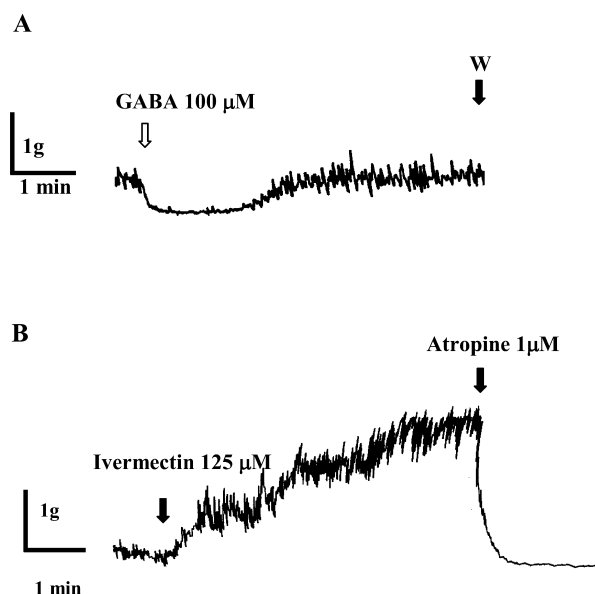 A
W
GABA 100 μM
1g
1 min
B
Atropine 1μM
Ivermectin 125 μM
1g
1 min